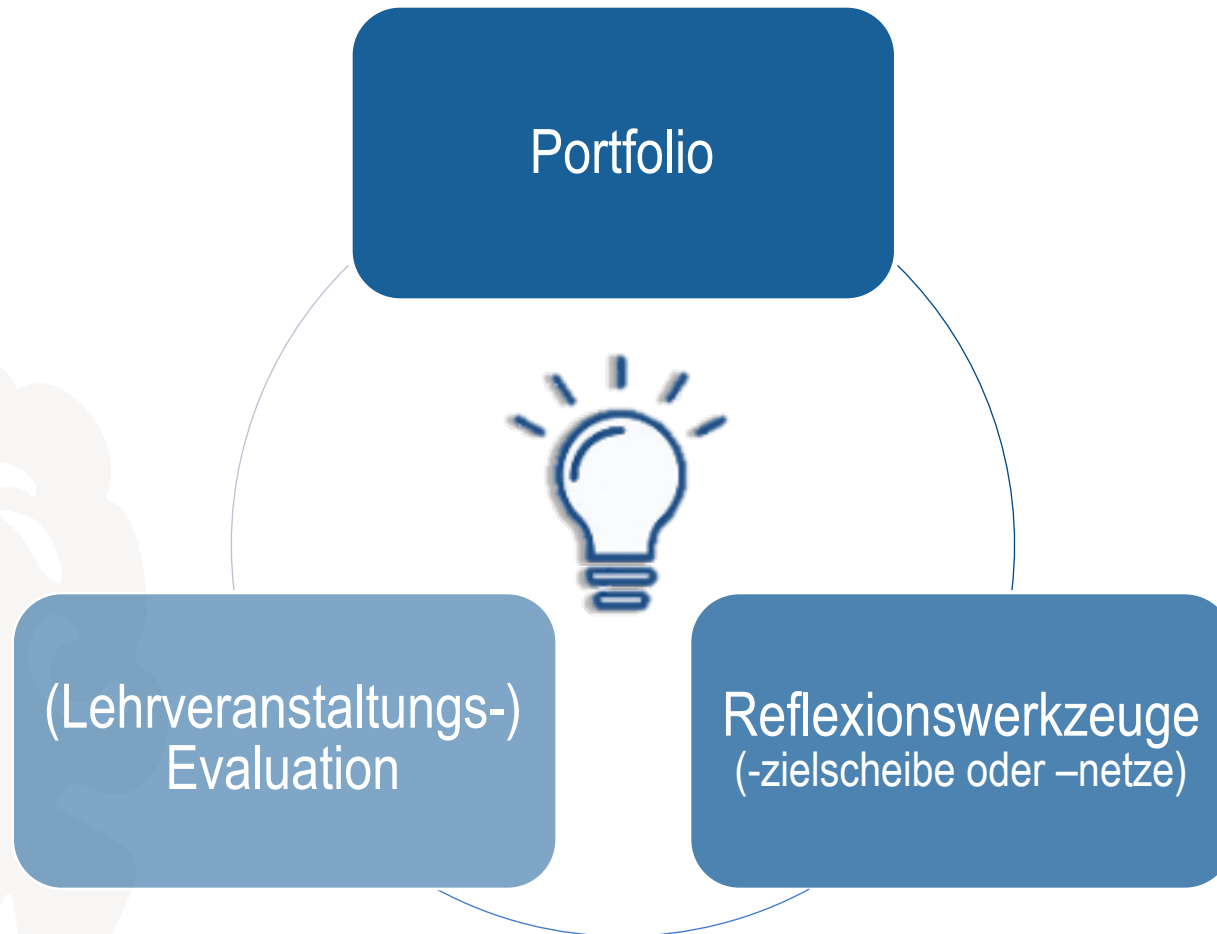 Portfolio
(Lehrveranstaltungs-)
Evaluation
Reflexionswerkzeuge
(-zielscheibe oder –netze)